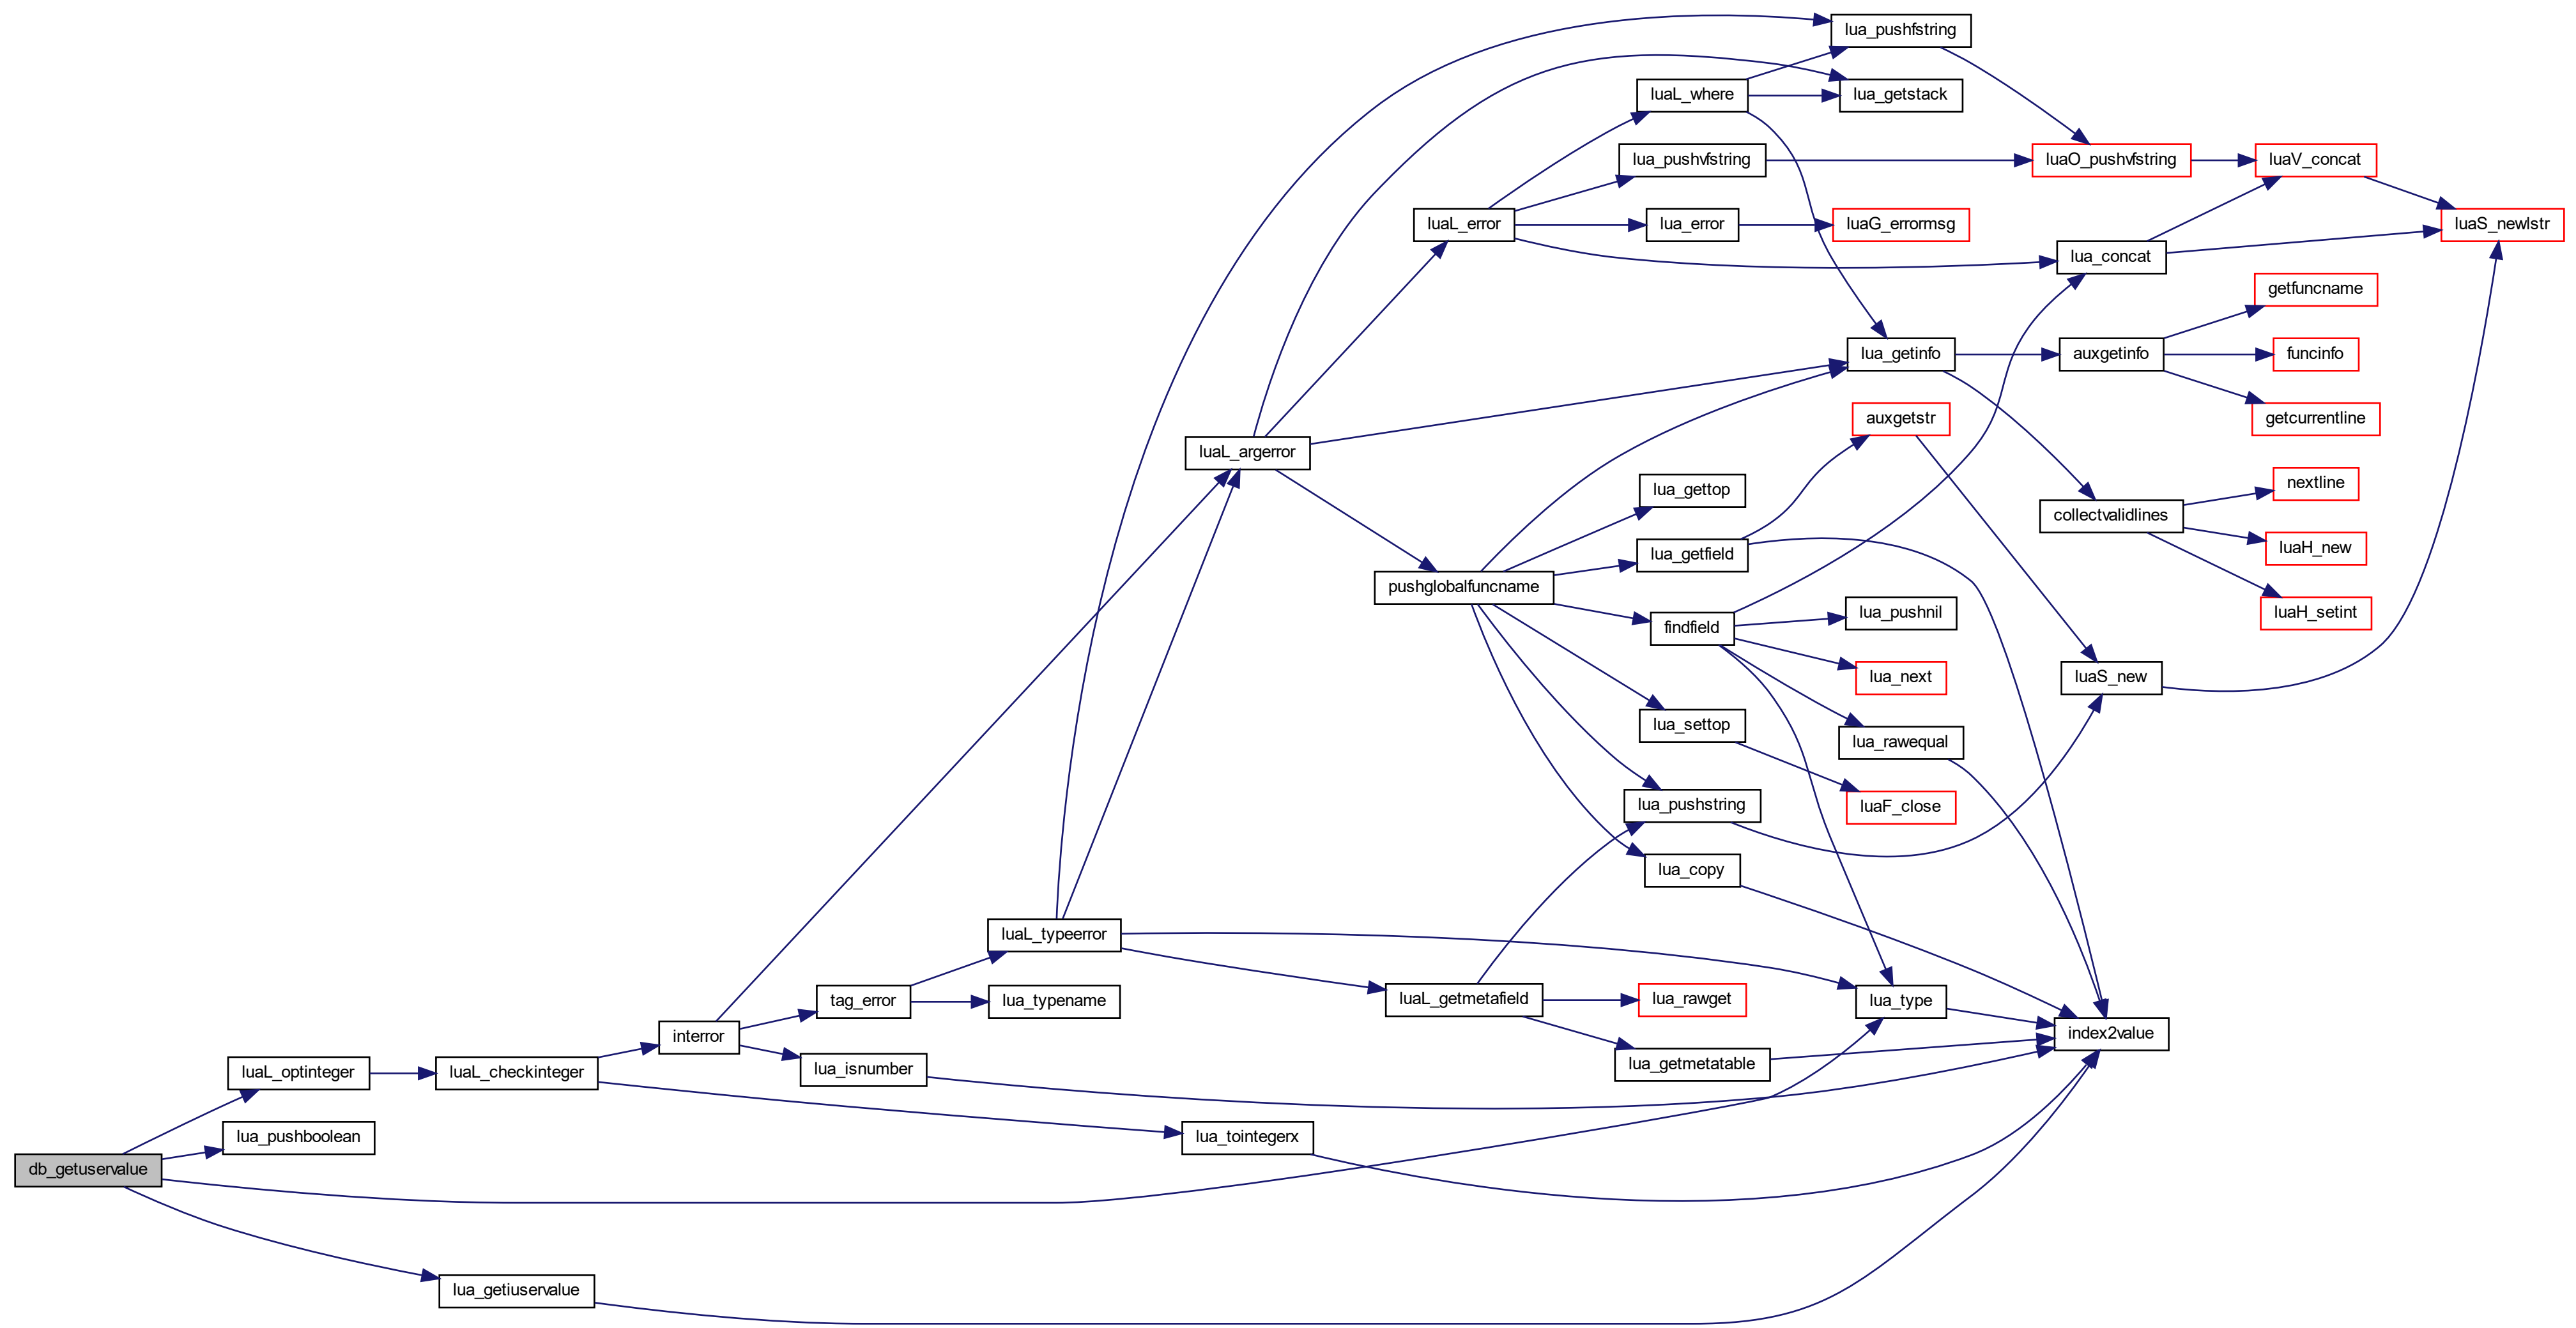 lua_pushfstring
luaL_where
lua_getstack
lua_pushvfstring
luaO_pushvfstring
luaV_concat
luaL_error
lua_error
luaG_errormsg
luaS_newlstr
lua_concat
getfuncname
lua_getinfo
auxgetinfo
funcinfo
auxgetstr
getcurrentline
luaL_argerror
lua_gettop
nextline
collectvalidlines
lua_getfield
luaH_new
pushglobalfuncname
findfield
lua_pushnil
luaH_setint
lua_next
luaS_new
lua_settop
lua_rawequal
lua_pushstring
luaF_close
lua_copy
luaL_typeerror
tag_error
lua_typename
luaL_getmetafield
lua_rawget
lua_type
interror
index2value
luaL_optinteger
luaL_checkinteger
lua_isnumber
lua_getmetatable
lua_pushboolean
lua_tointegerx
db_getuservalue
lua_getiuservalue